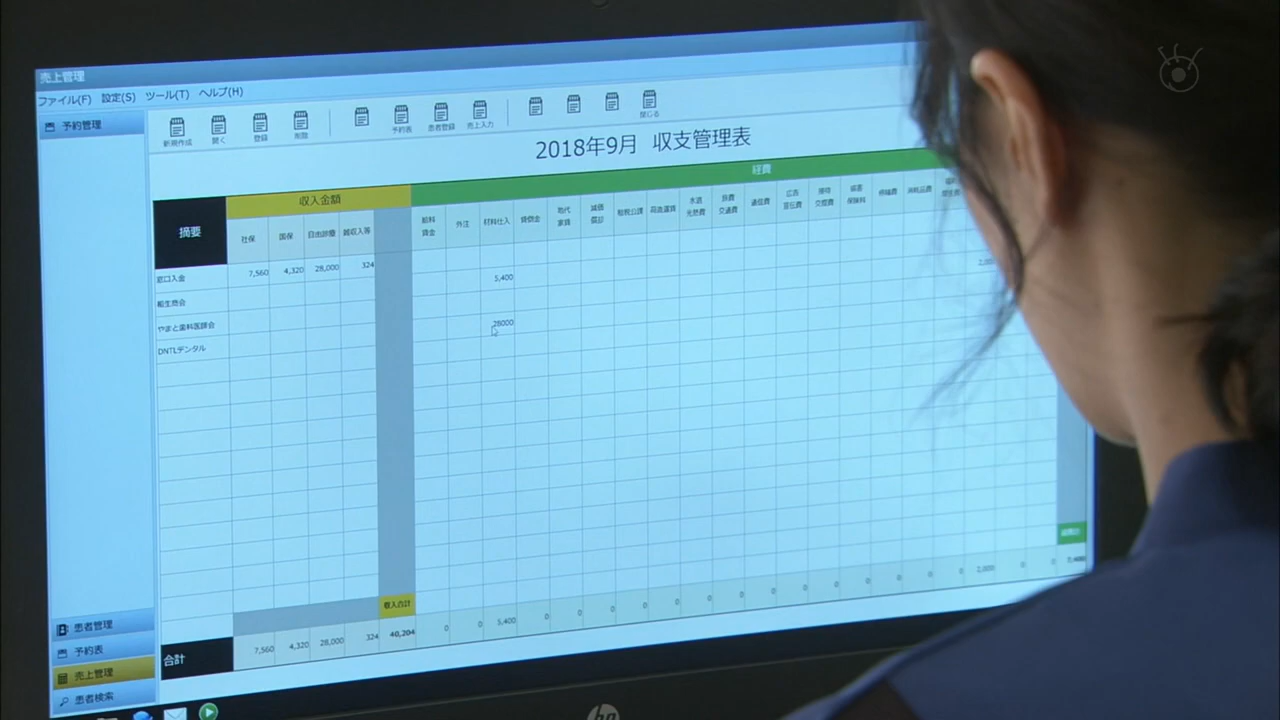 売上管理
ファイル(F) 設定(S) ツール(T) ヘルプ(H)
予約管理
新規作成 開く 登録 削除 予約表 患者登録 売上入力 閉じる
2018年9月 収支管理表
摘要 収入金額 経費
社保 国保 自由診療 雑収入等 給料賃金 外注 材料仕入 貸倒金 地代家賃 減価償却 租税公課 荷造運賃 水道光熱費 旅費交通費 通信費 広告宣伝費 接待交際費 損害保険料 修繕費 消耗品費
窓口入金 7,560 4,320 28,000 324
5,400
やまと歯科医師会 28000
DNTLデンタル
収入合計
合計 7,560 4,320 28,000 324 40,204 0 0 5,400 0 0 0 0 0 0 0 0 0 0 0 0 0 2,000 0 0
患者管理
予約表
売上管理
患者検索
hp